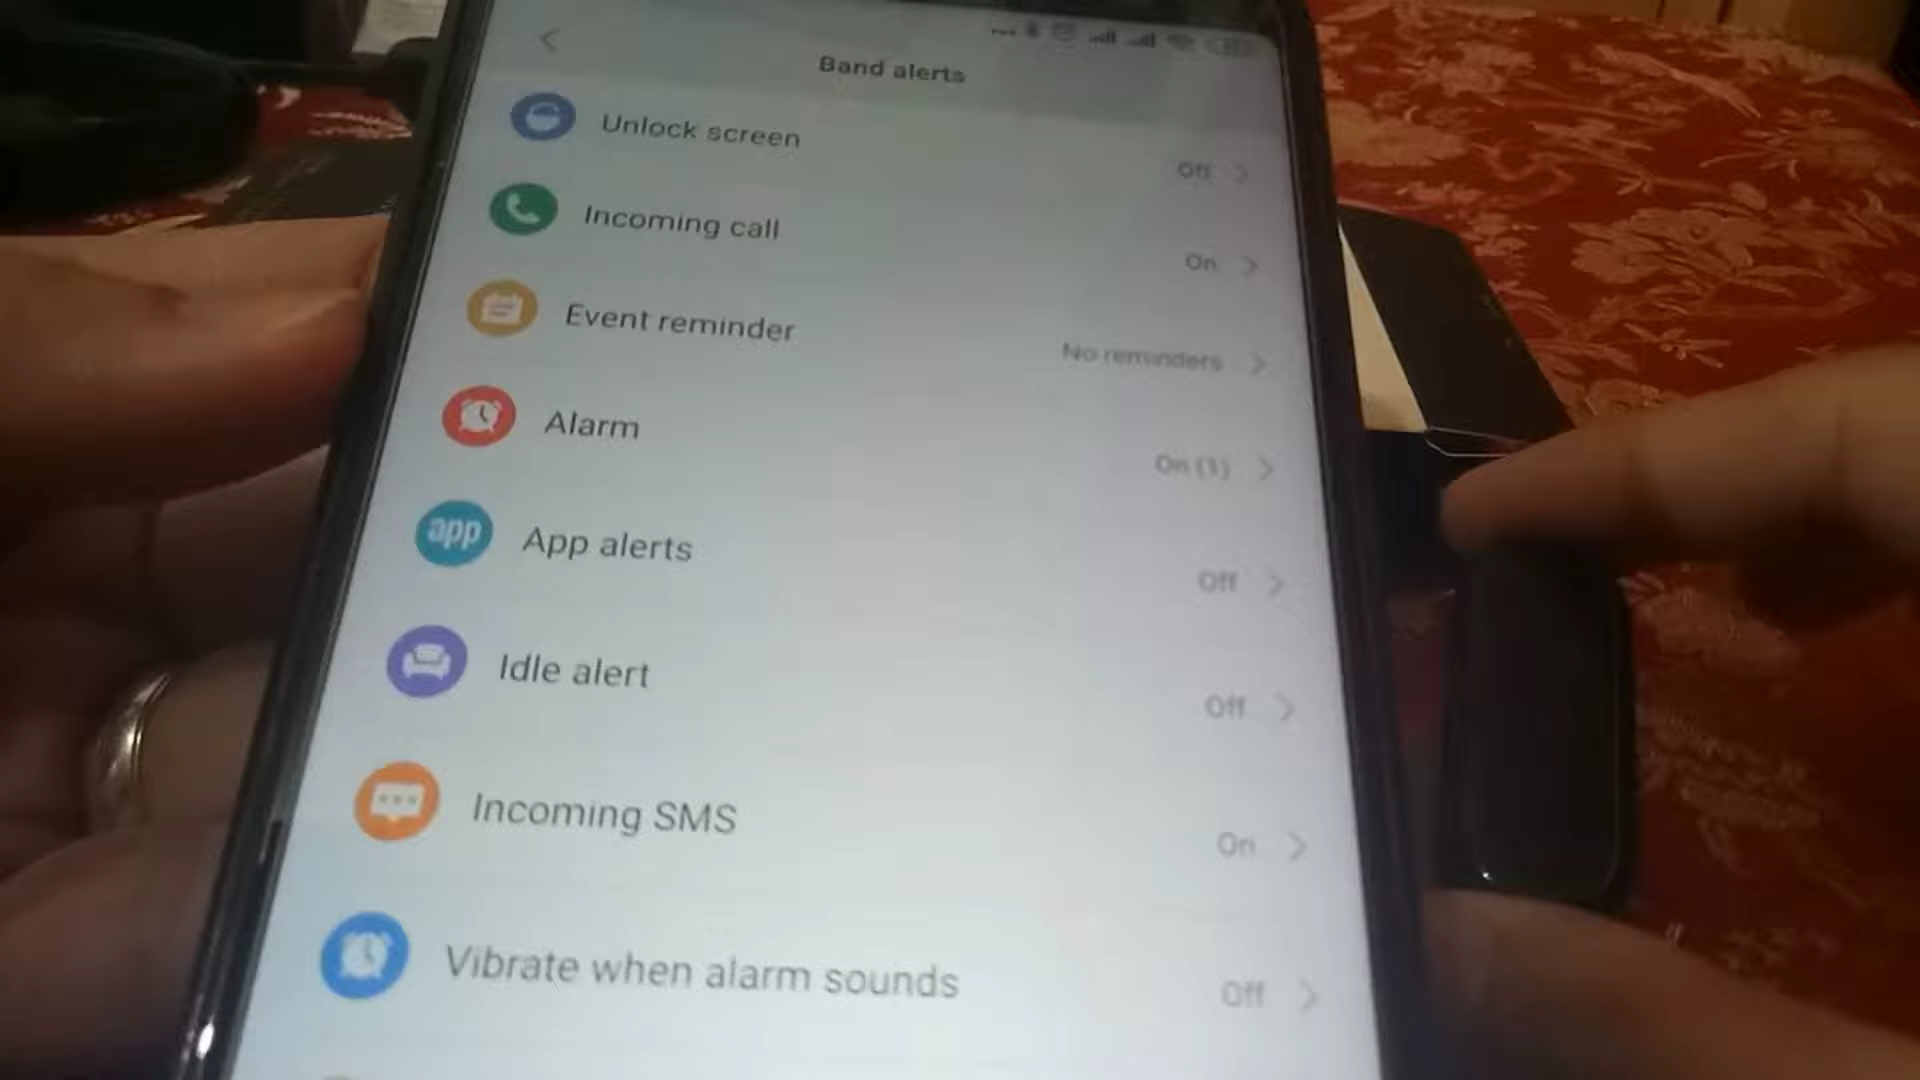 Band alerts
Unlock screen
Off
Incoming call
On
Event reminder
No reminders
Alarm
On (1)
app
App alerts
Off
Idle alert
Off
Incoming SMS
On
Vibrate when alarm sounds
Off